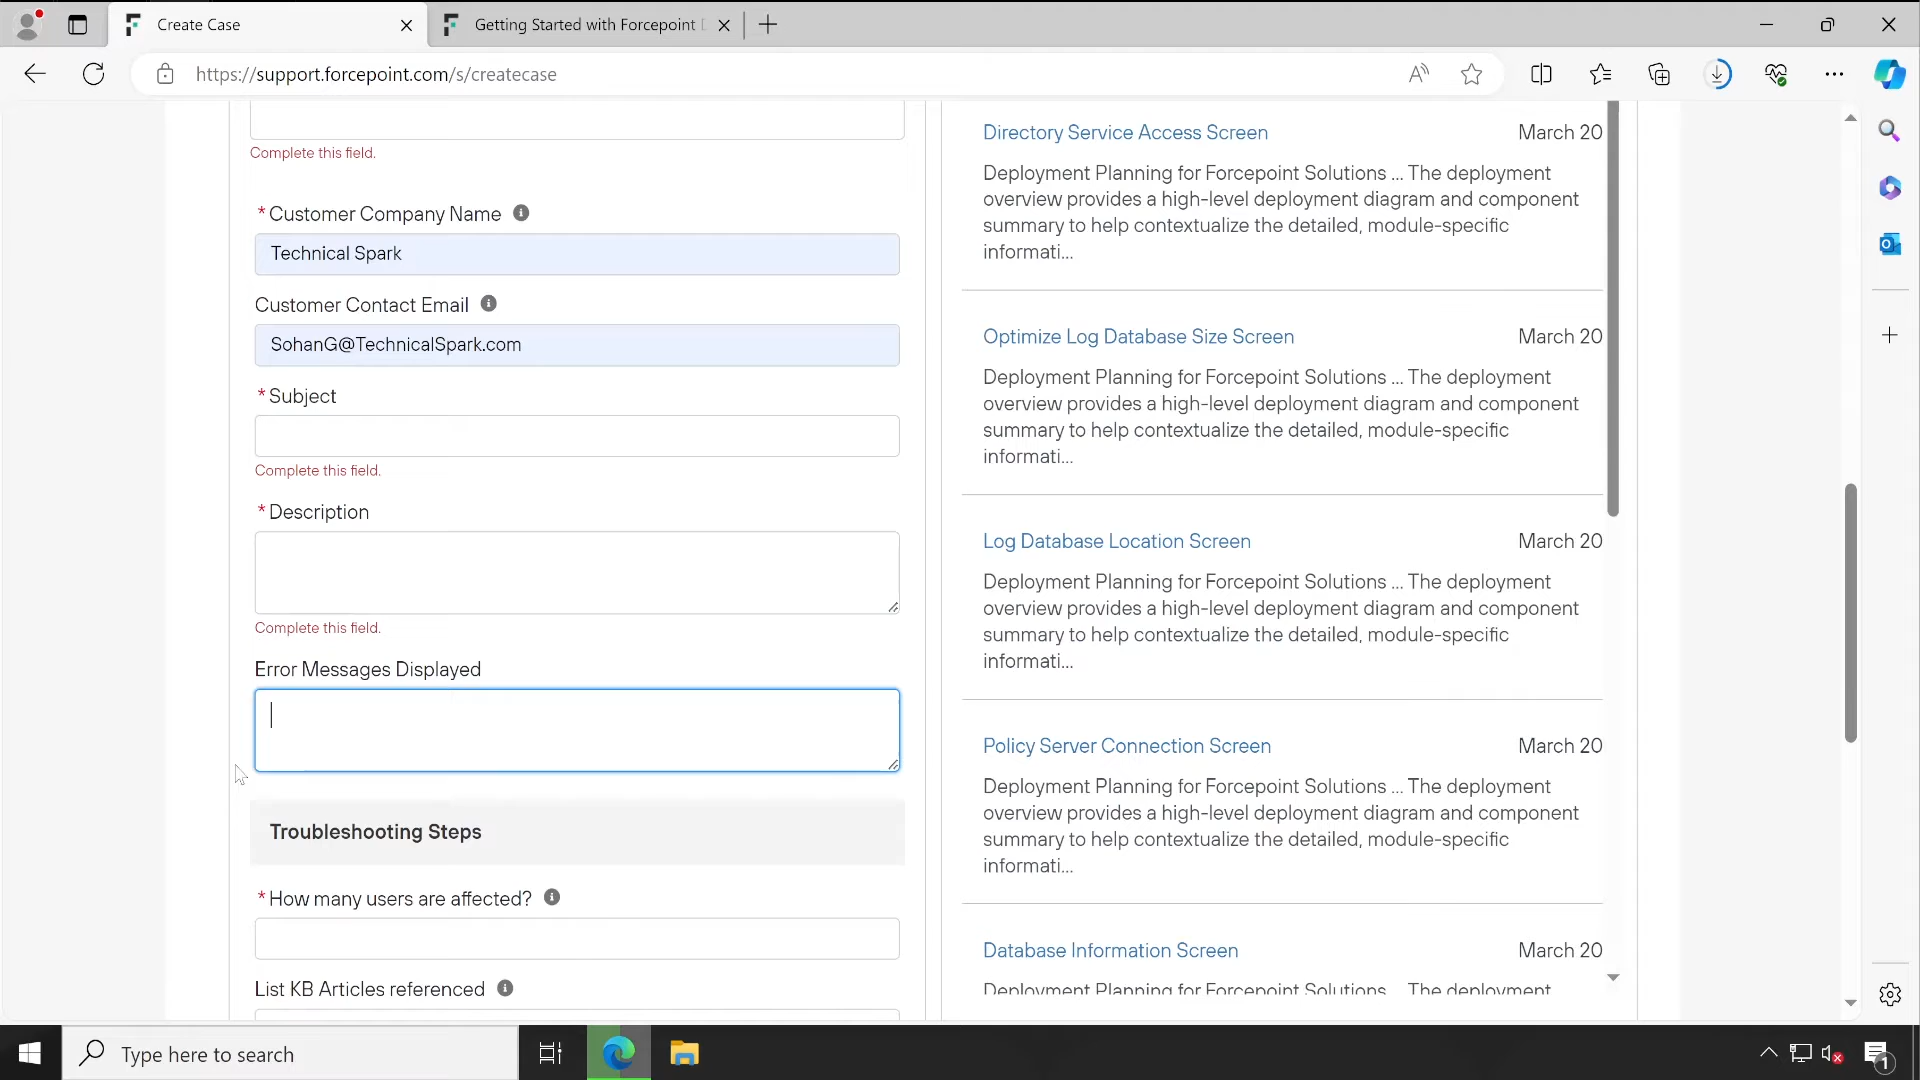 Create Case
Getting Started with Forcepoint
https://support.forcepoint.com/s/createcase
Complete this field.
*Customer Company Name
Technical Spark
Customer Contact Email
SohanG@TechnicalSpark.com
*Subject
Complete this field.
*Description
Complete this field.
Error Messages Displayed
Troubleshooting Steps
*How many users are affected?
List KB Articles referenced
Directory Service Access Screen March 20
Deployment Planning for Forcepoint Solutions ... The deployment
overview provides a high-level deployment diagram and component
summary to help contextualize the detailed, module-specific
informati...
Optimize Log Database Size Screen March 20
Deployment Planning for Forcepoint Solutions ... The deployment
overview provides a high-level deployment diagram and component
summary to help contextualize the detailed, module-specific
informati...
Log Database Location Screen March 20
Deployment Planning for Forcepoint Solutions ... The deployment
overview provides a high-level deployment diagram and component
summary to help contextualize the detailed, module-specific
informati...
Policy Server Connection Screen March 20
Deployment Planning for Forcepoint Solutions ... The deployment
overview provides a high-level deployment diagram and component
summary to help contextualize the detailed, module-specific
informati...
Database Information Screen March 20
Deployment Planning for Forcepoint Solutions ... The deployment
Type here to search
1